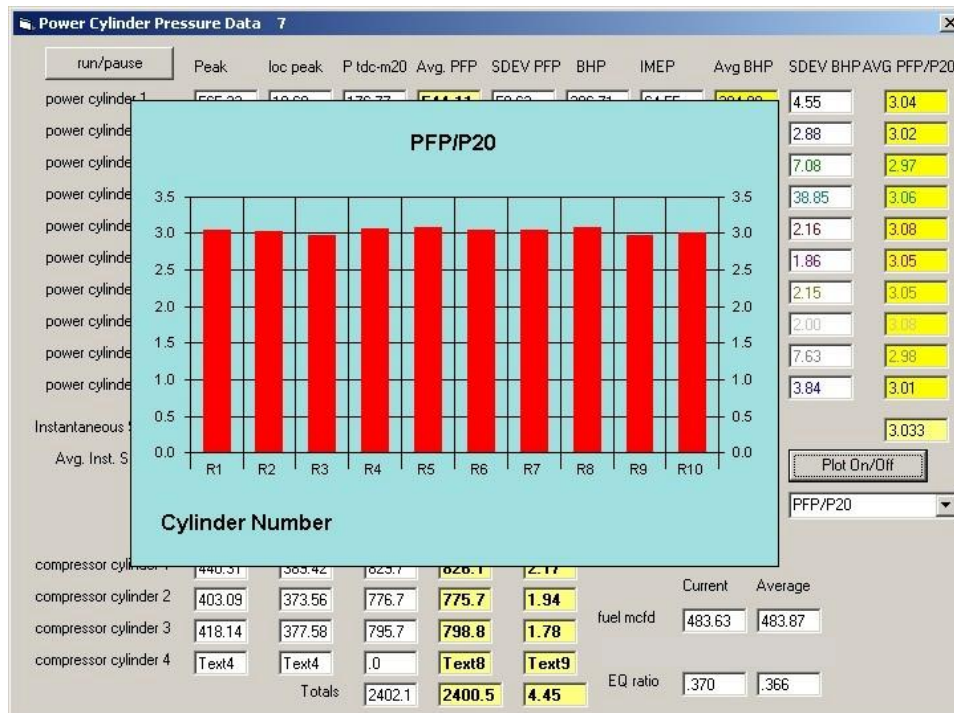 Power Cylinder Pressure Data 7
run/pause Peak loc peak P tdc-m20 Avg. PFP SDEV PFP BHP IMEP Avg BHP SDEV BHP AVG PFP/P20
power cylinder 1 4.55 3.04
power cylinde 2.88 3.02
power cylinde 7.08 2.97
power cylinde 38.85 3.06
power cylinde 2.16 3.08
power cylinde 1.86 3.05
power cylinde 2.15 3.05
power cylinde 2.00 3.08
power cylinde 7.63 2.98
power cylinde 3.84 3.01
Instantaneous 3.033
Avg. Inst. S
Plot On/Off
PFP/P20
PFP/P20
3.5 3.5
3.0 3.0
2.5 2.5
2.0 2.0
1.5 1.5
1.0 1.0
0.5 0.5
0.0 0.0
R1 R2 R3 R4 R5 R6 R7 R8 R9 R10
Cylinder Number
compressor cylin 440.31 385.42 825.7 826.1 2.17
compressor cylinder 2 403.09 373.56 776.7 775.7 1.94
compressor cylinder 3 418.14 377.58 795.7 798.8 1.78
compressor cylinder 4 Text4 Text4 .0 Text8 Text9
Totals 2402.1 2400.5 4.45
Current Average
fuel mcfd 483.63 483.87
EQ ratio .370 .366